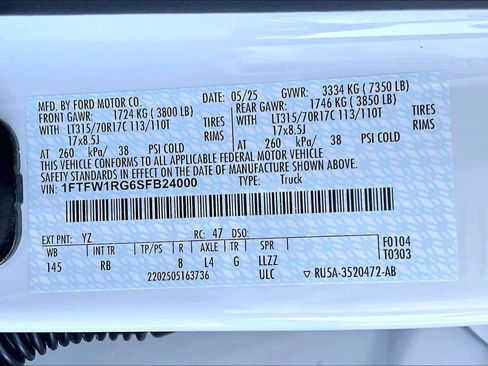 MFD. BY FORD MOTOR CO. 05/25 GVWR: 3334 KG ( 7350 LB)
FRONT GAWR: 1724 KG ( 3800 LB) REAR GAWR: 1746 KG ( 3850 LB)
WITH LT315/70R17C 113/110T TIRES WITH LT315/70R17C 113/110T TIRES
17x8.5J RIMS 17x8.5J RIMS
AT 260 kPa/ 38 PSI COLD AT 260 kPa/ 38 PSI COLD
THIS VEHICLE CONFORMS TO ALL APPLICABLE FEDERAL MOTOR VEHICLE
SAFETY STANDARDS IN EFFECT ON THE DATE OF MANUFACTURE SHOWN ABOVE.
VIN: 1FTFW1RG6SFB24000 TYPE: Truck
EXT PNT: YZ RC: 47 F0104
WB INT TR TP/PS R AXLE TR SPR T0303
145 RB 8 L4 G LLZZ
2202505163736 ULC ▽ RU5A-3520472-AB